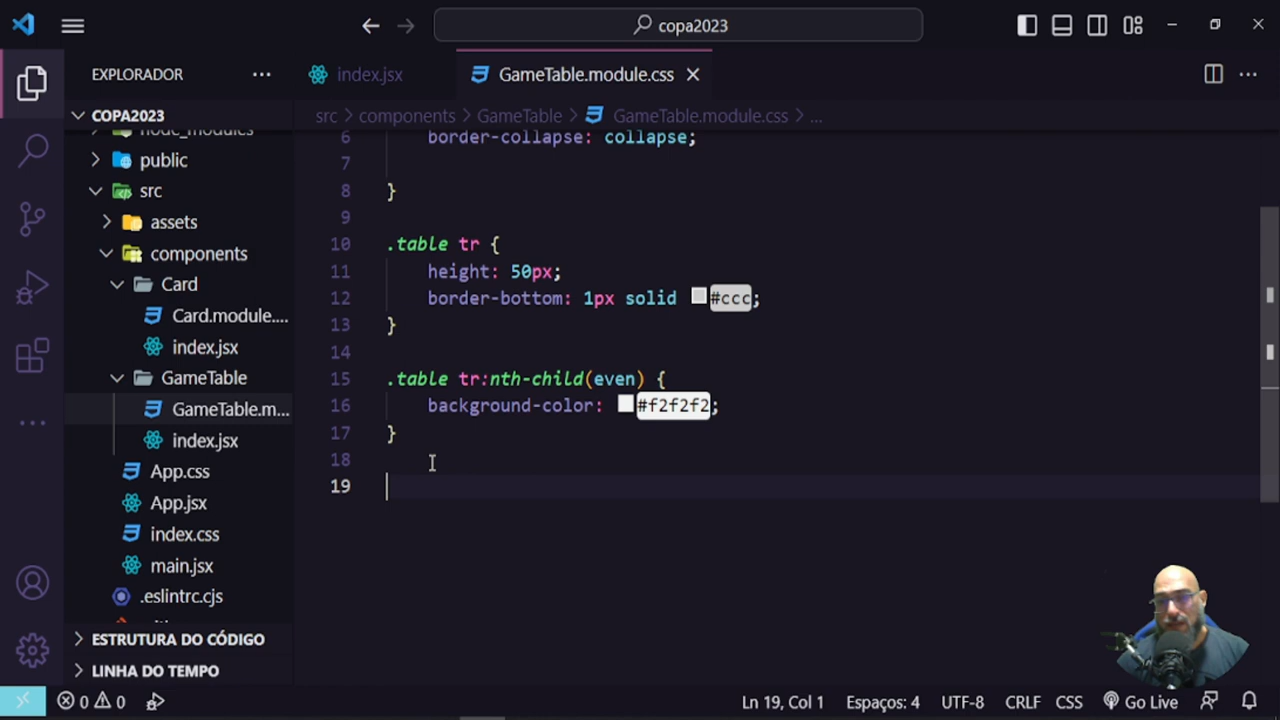 copa2023
EXPLORADOR
index.jsx
GameTable.module.css
COPA2023
src > components > GameTable > GameTable.module.css > ...
node_modules
public
src
assets
components
Card
Card.module....
index.jsx
GameTable
GameTable.m...
index.jsx
App.css
App.jsx
index.css
main.jsx
.eslintrc.cjs
ESTRUTURA DO CÓDIGO
LINHA DO TEMPO
6 border-collapse: collapse;
7
8 }
9
10 .table tr {
11 height: 50px;
12 border-bottom: 1px solid #ccc;
13 }
14
15 .table tr:nth-child(even) {
16 background-color: #f2f2f2;
17 }
18
19
0 0
Ln 19, Col 1
Espaços: 4
UTF-8
CRLF
CSS
Go Live